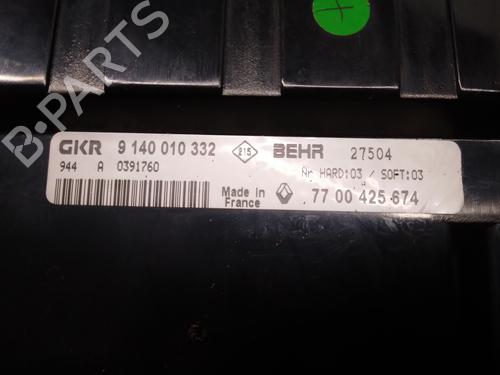 B-PARTS
GKR 9 140 010 332 215 BEHR 27504
944 A 0391760 Nr HARD:03 / SOFT:03
Made in France 77 00 425 674
B-PARTS